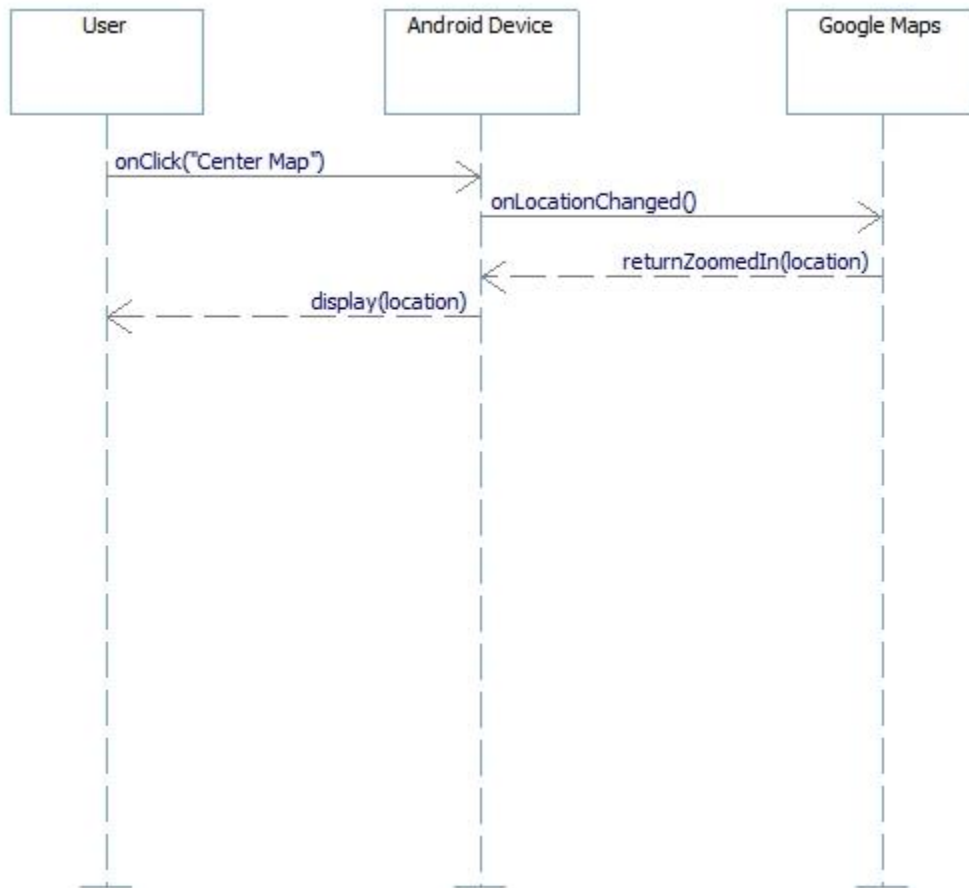 User
Android Device
Google Maps
onClick("Center Map")
onLocationChanged()
returnZoomedIn(location)
display(location)